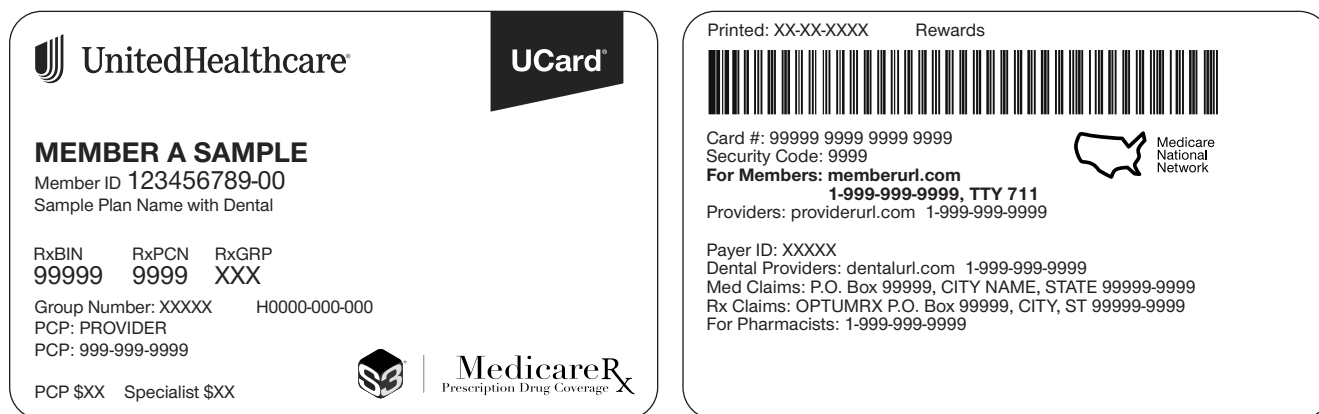 UnitedHealthcare®
UCard®
MEMBER A SAMPLE
Member ID 123456789-00
Sample Plan Name with Dental
RxBIN RxPCN RxGRP
99999 9999 XXX
Group Number: XXXXX H0000-000-000
PCP: PROVIDER
PCP: 999-999-9999
PCP $XX Specialist $XX
S3
MedicareRx
Prescription Drug Coverage
Printed: XX-XX-XXXX Rewards
Card #: 99999 9999 9999 9999
Security Code: 9999
For Members: memberurl.com
1-999-999-9999, TTY 711
Providers: providerurl.com 1-999-999-9999
Medicare
National
Network
Payer ID: XXXXX
Dental Providers: dentalurl.com 1-999-999-9999
Med Claims: P.O. Box 99999, CITY NAME, STATE 99999-9999
Rx Claims: OPTUMRX P.O. Box 99999, CITY, ST 99999-9999
For Pharmacists: 1-999-999-9999